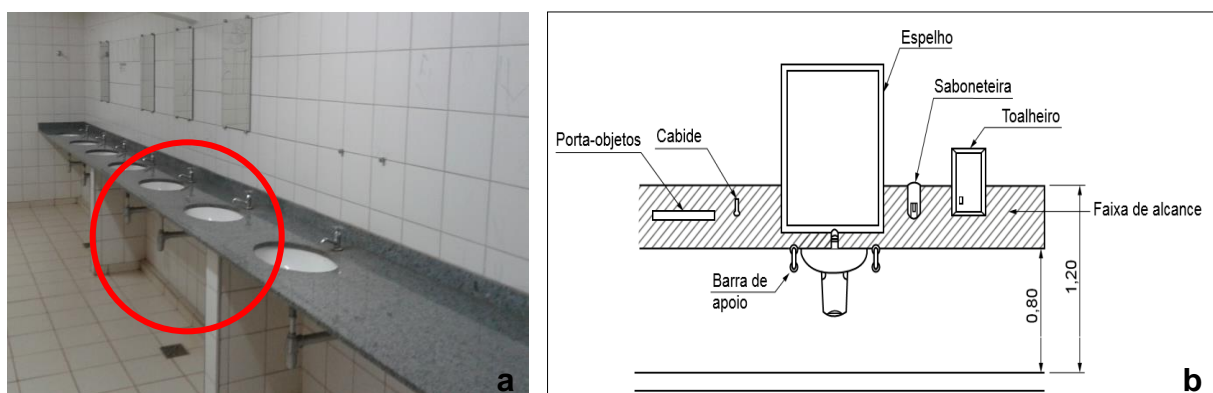 a
Espelho
Saboneteira
Toalheiro
Porta-objetos
Cabide
Faixa de alcance
Barra de
apoio
0,80
1,20
b